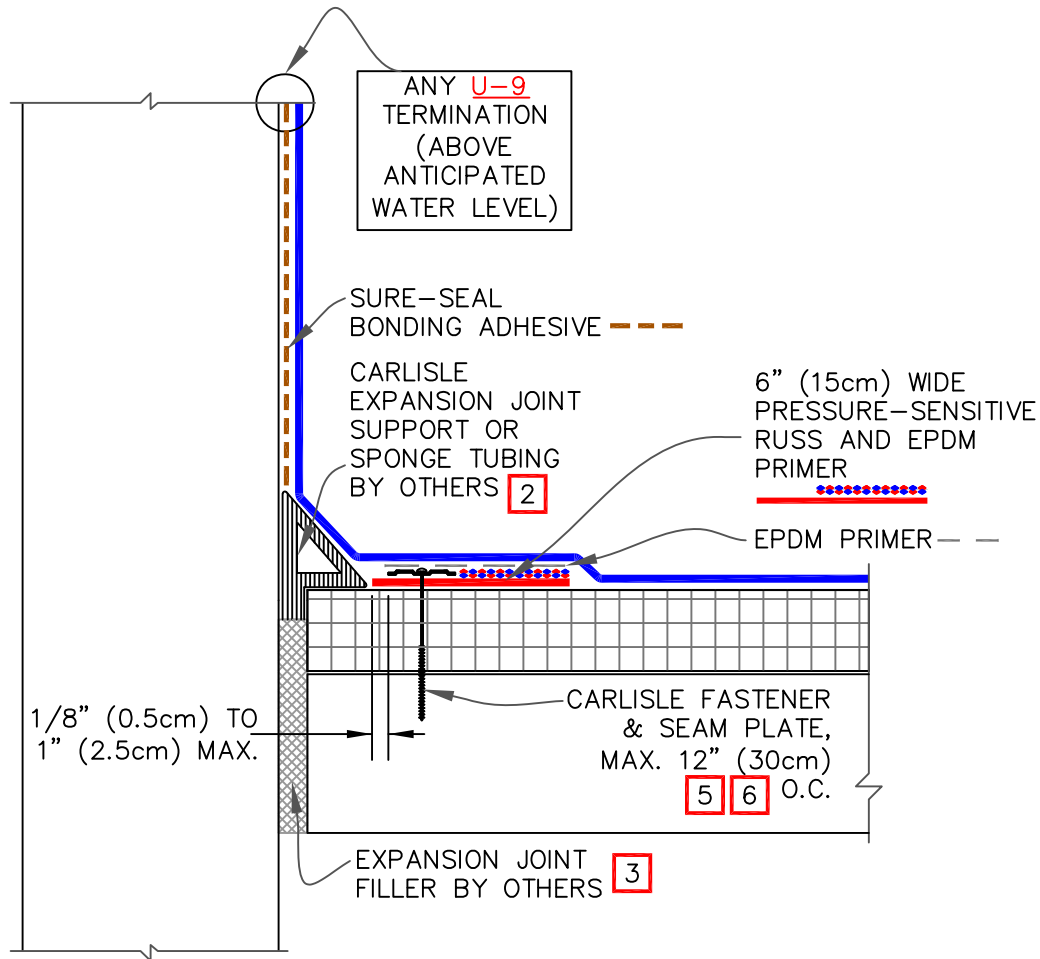 ANY U-9
TERMINATION
(ABOVE
ANTICIPATED
WATER LEVEL)
SURE-SEAL
BONDING ADHESIVE
CARLISLE
EXPANSION JOINT
SUPPORT OR
SPONGE TUBING
BY OTHERS 2
6" (15cm) WIDE
PRESSURE-SENSITIVE
RUSS AND EPDM
PRIMER
EPDM PRIMER
1/8" (0.5cm) TO
1" (2.5cm) MAX.
CARLISLE FASTENER
& SEAM PLATE,
MAX. 12" (30cm)
5 6 O.C.
EXPANSION JOINT
FILLER BY OTHERS 3